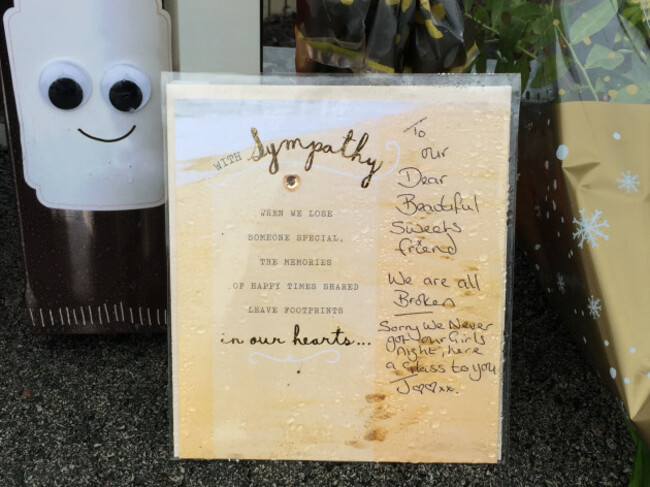 WITH Sympathy
WHEN WE LOSE
SOMEONE SPECIAL,
THE MEMORIES
OF HAPPY TIMES SHARED
LEAVE FOOTPRINTS
in our hearts...
To
our
Dear
Beautiful
Sweets
friend
We are all
Broken
Sorry We Never
got our Girls
night, here
a Glass to you
J♡♡xx.